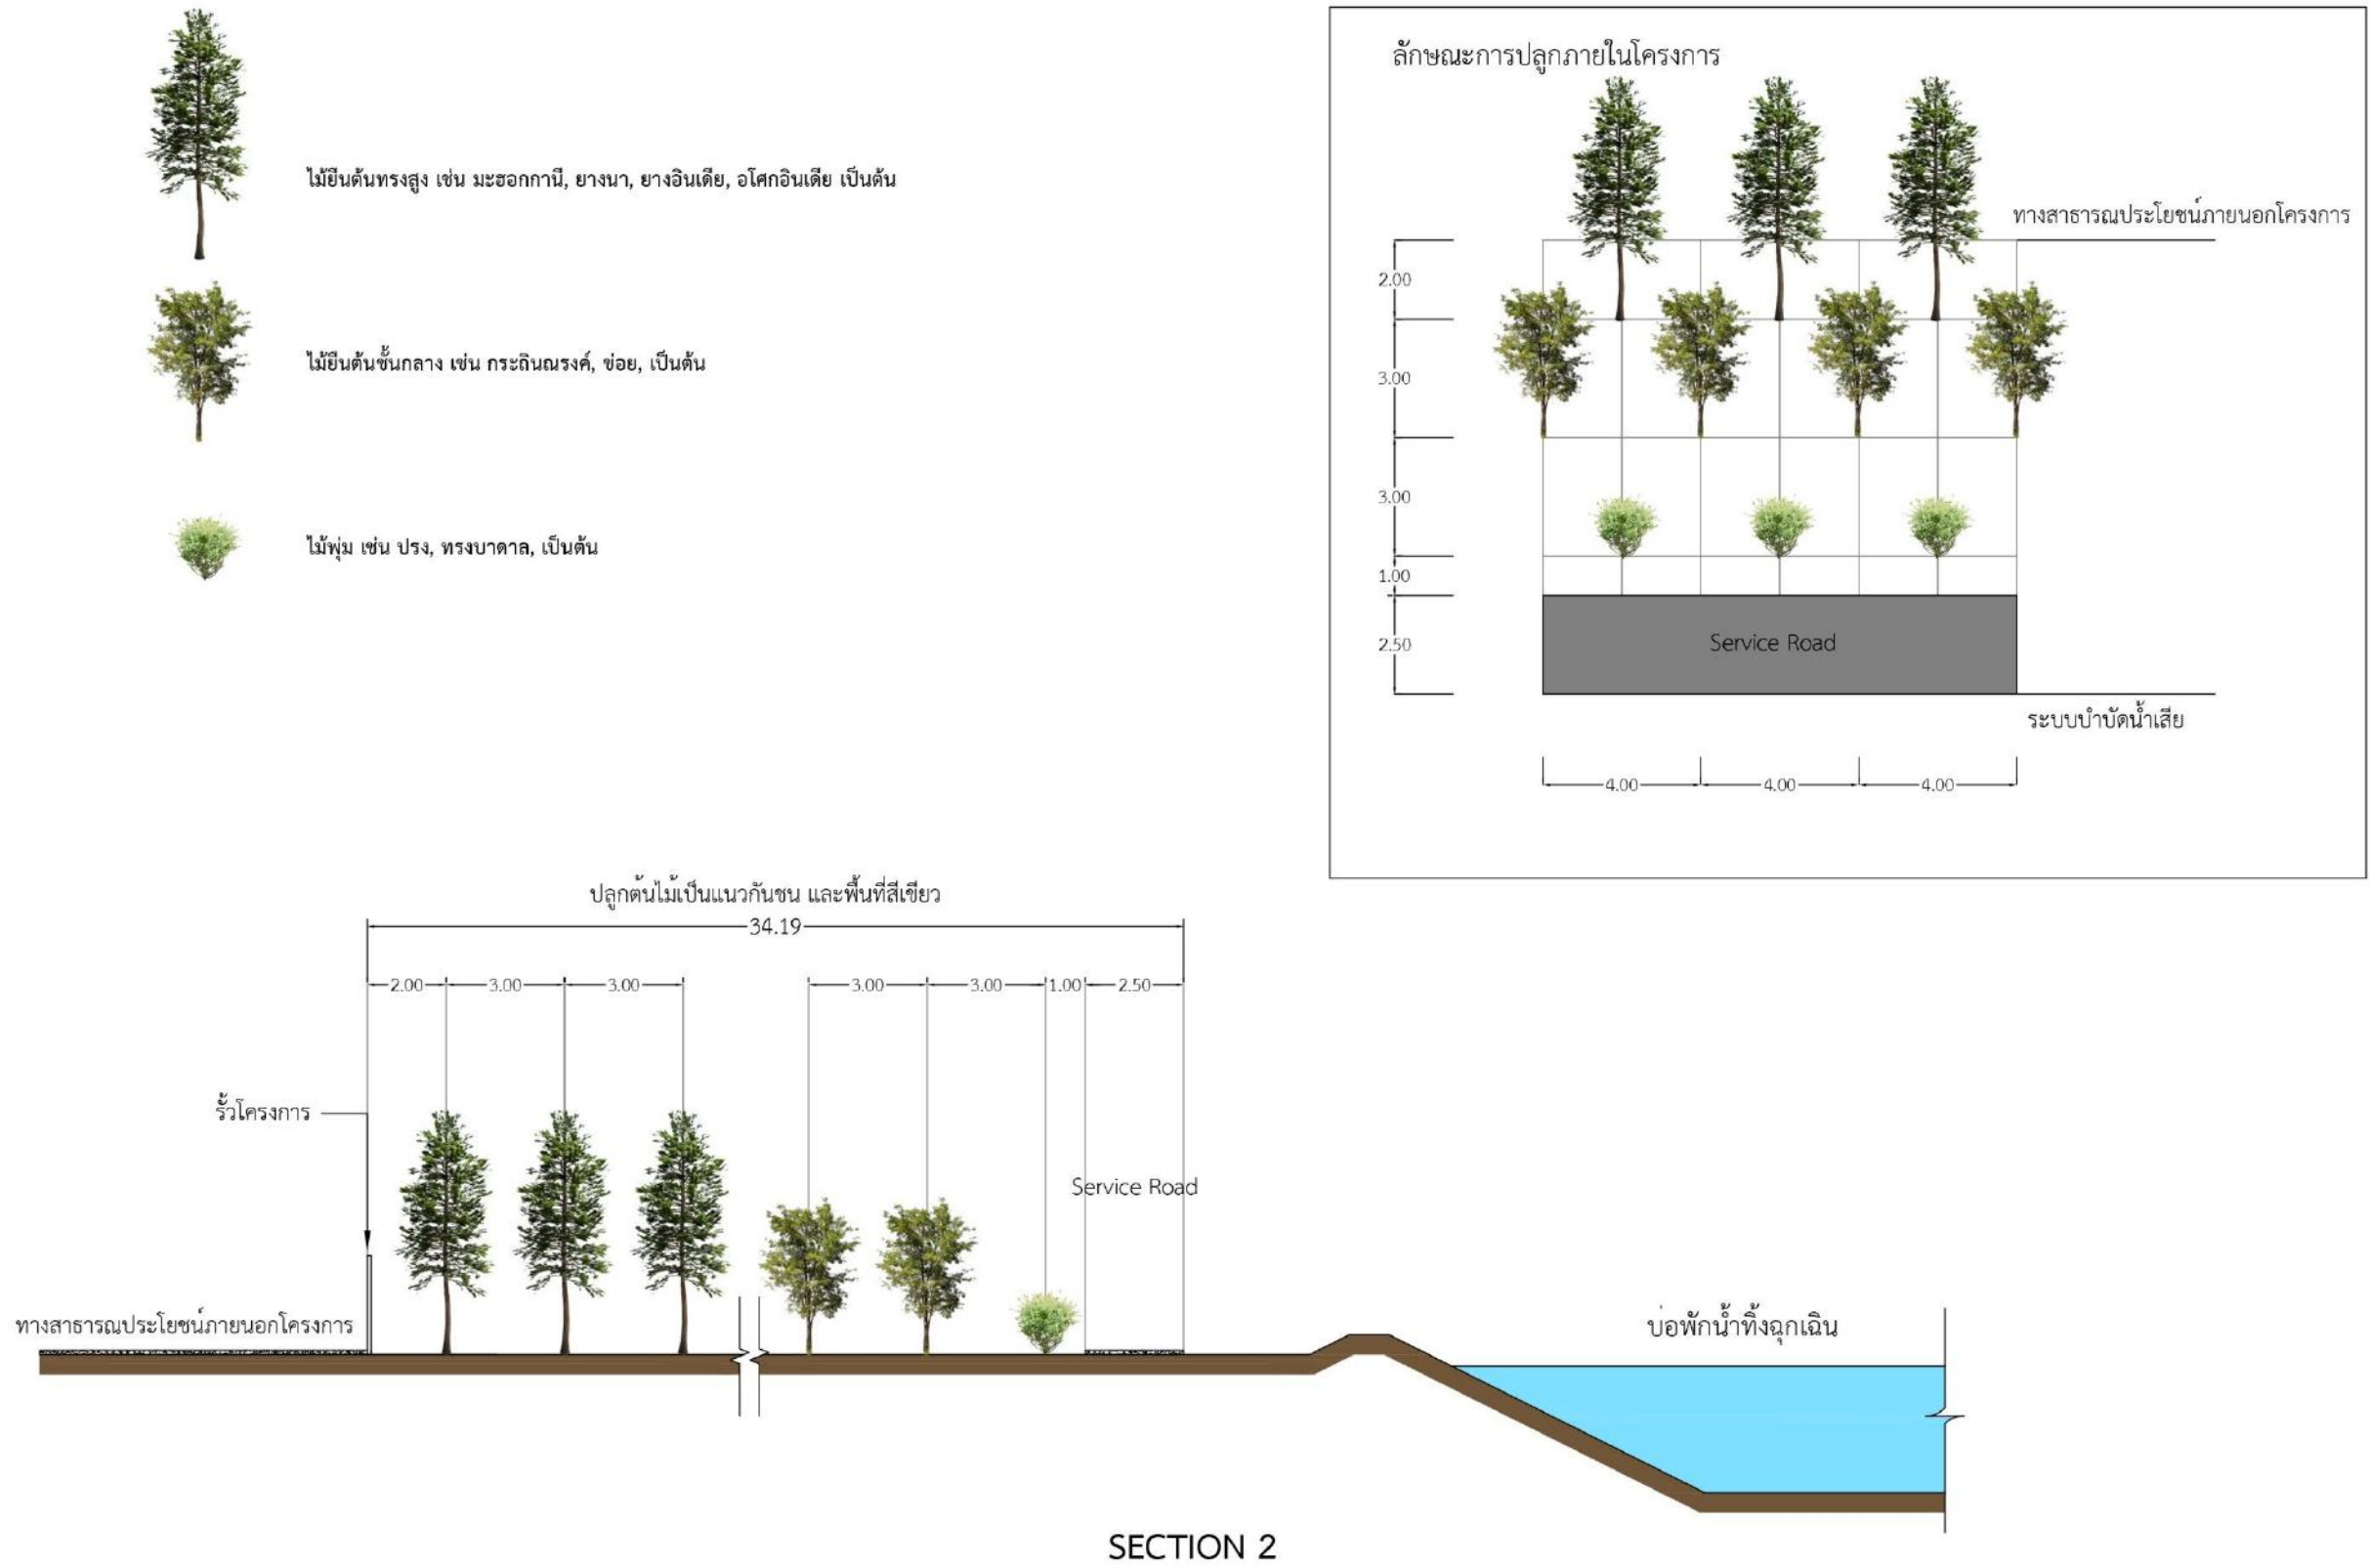 ไม้ยืนต้นทรงสูง เช่น มะฮอกกานี, ยางนา, ยางอินเดีย, อโศกอินเดีย เป็นต้น
ไม้ยืนต้นชั้นกลาง เช่น กระถินณรงค์, ข่อย, เป็นต้น
ไม้พุ่ม เช่น ปรง, ทรงบาดาล, เป็นต้น
ลักษณะการปลูกภายในโครงการ
ทางสาธารณประโยชน์ภายนอกโครงการ
2.00
3.00
3.00
1.00
2.50
Service Road
ระบบบำบัดน้ำเสีย
4.00 4.00 4.00
ปลูกต้นไม้เป็นแนวกันชน และพื้นที่สีเขียว
34.19
2.00 3.00 3.00 3.00 3.00 1.00 2.50
รั้วโครงการ
Service Road
ทางสาธารณประโยชน์ภายนอกโครงการ
บ่อพักน้ำทิ้งฉุกเฉิน
SECTION 2